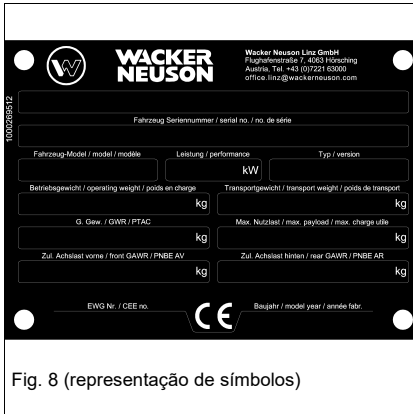 WACKER
NEUSON
Wacker Neuson Linz GmbH
Flughafenstraße 7, 4063 Hörsching
Austria, Tel. +43 (0)7221 63000
office.linz@wackerneuson.com
1000269512
Fahrzeug Seriennummer / serial no. / no. de série
Fahrzeug-Model / model / modèle
Leistung / performance
Typ / version
kW
Betriebsgewicht / operating weight / poids en charge
Transportgewicht / transport weight / poids de transport
kg
kg
G. Gew. / GWR / PTAC
Max. Nutzlast / max. payload / max. charge utile
kg
kg
Zul. Achslast vorne / front GAWR / PNBE AV
Zul. Achslast hinten / rear GAWR / PNBE AR
kg
kg
EWG Nr. / CEE no.
CE
Baujahr / model year / année fabr.
Fig. 8 (representação de símbolos)